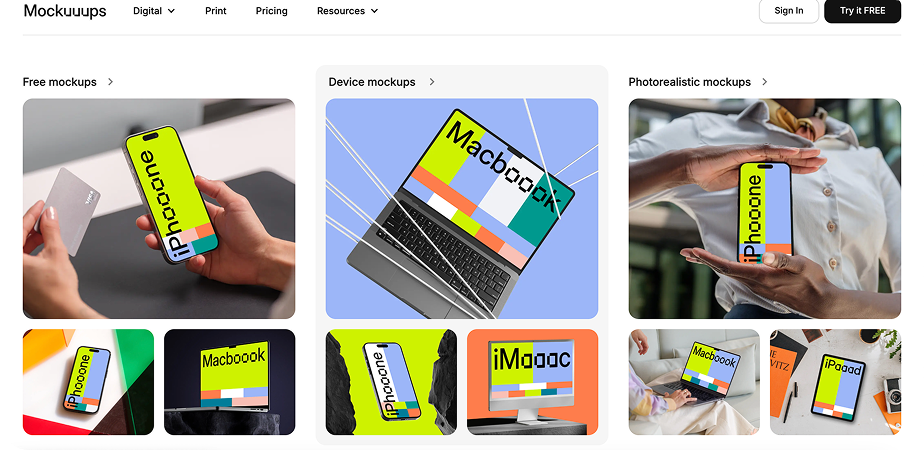 Mockuuups
Digital
Print
Pricing
Resources
Sign In
Try it FREE
Free mockups
Device mockups
Photorealistic mockups
iPhooone
Macboook
iPhooone
iPhooone
Macboook
iPhooone
iMaaac
Macboook
iPaaad